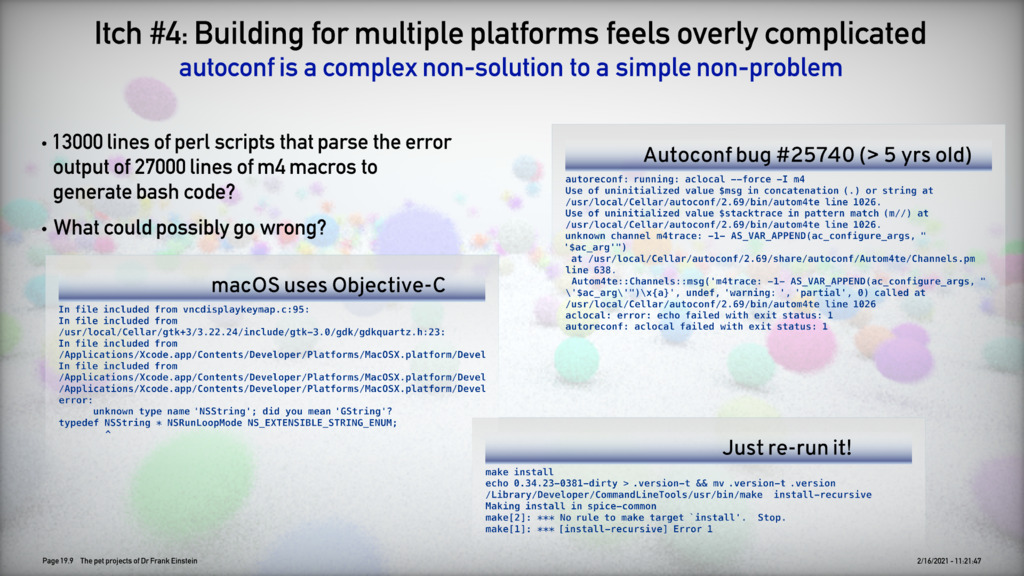 Itch #4: Building for multiple platforms feels overly complicated
autoconf is a complex non-solution to a simple non-problem
• 13000 lines of perl scripts that parse the error
output of 27000 lines of m4 macros to
generate bash code?
• What could possibly go wrong?
macOS uses Objective-C
In file included from vncdisplaykeymap.c:95:
In file included from
/usr/local/Cellar/gtk+3/3.22.24/include/gtk-3.0/gdk/gdkquartz.h:23:
In file included from
/Applications/Xcode.app/Contents/Developer/Platforms/MacOSX.platform/Devel
In file included from
/Applications/Xcode.app/Contents/Developer/Platforms/MacOSX.platform/Devel
/Applications/Xcode.app/Contents/Developer/Platforms/MacOSX.platform/Devel
error:
unknown type name 'NSString'; did you mean 'GString'?
typedef NSString * NSRunLoopMode NS_EXTENSIBLE_STRING_ENUM;
^
Autoconf bug #25740 (> 5 yrs old)
autoreconf: running: aclocal --force -I m4
Use of uninitialized value $msg in concatenation (.) or string at
/usr/local/Cellar/autoconf/2.69/bin/autom4te line 1026.
Use of uninitialized value $stacktrace in pattern match (m//) at
/usr/local/Cellar/autoconf/2.69/bin/autom4te line 1026.
unknown channel m4trace: -1- AS_VAR_APPEND(ac_configure_args, "
'$ac_arg'")
at /usr/local/Cellar/autoconf/2.69/share/autoconf/Autom4te/Channels.pm
line 638.
Autom4te::Channels::msg('m4trace: -1- AS_VAR_APPEND(ac_configure_args, "
\'$ac_arg\'")\x{a}', undef, 'warning: ', 'partial', 0) called at
/usr/local/Cellar/autoconf/2.69/bin/autom4te line 1026
aclocal: error: echo failed with exit status: 1
autoreconf: aclocal failed with exit status: 1
Just re-run it!
make install
echo 0.34.23-0381-dirty > .version-t && mv .version-t .version
/Library/Developer/CommandLineTools/usr/bin/make  install-recursive
Making install in spice-common
make[2]: *** No rule to make target `install'.  Stop.
make[1]: *** [install-recursive] Error 1
Page 19.9 The pet projects of Dr Frank Einstein
2/16/2021 - 11:21:47